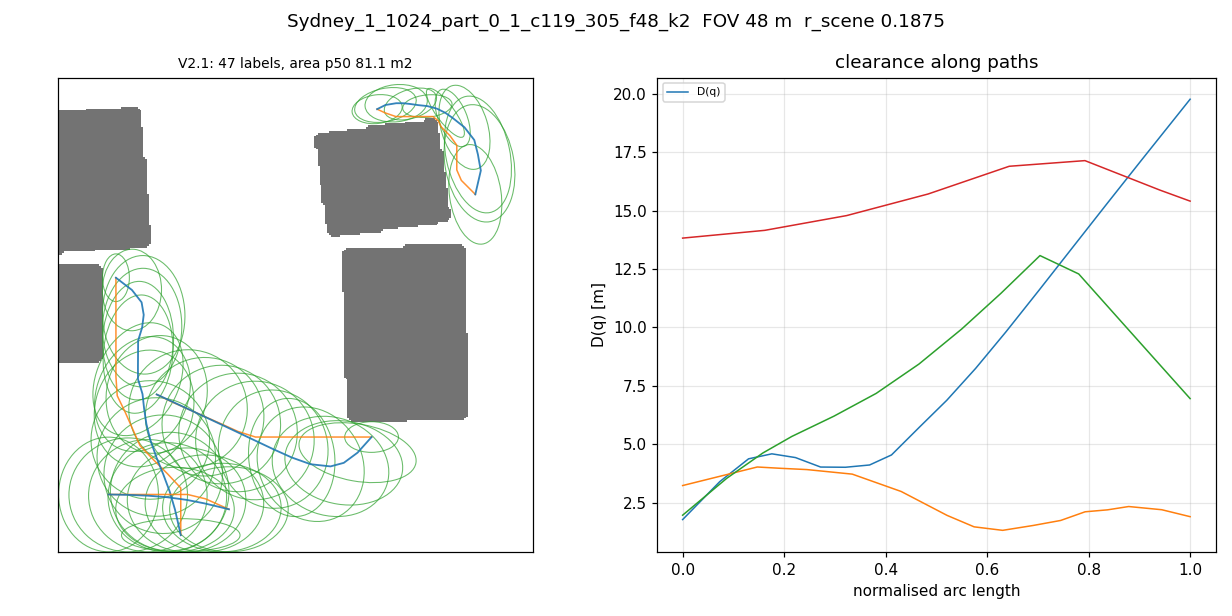 Sydney_1_1024_part_0_1_c119_305_f48_k2  FOV 48 m  r_scene 0.1875
V2.1: 47 labels, area p50 81.1 m2
clearance along paths
D(q)
D(q) [m]
20.0
17.5
15.0
12.5
10.0
7.5
5.0
2.5
0.0
0.2
0.4
0.6
0.8
1.0
normalised arc length